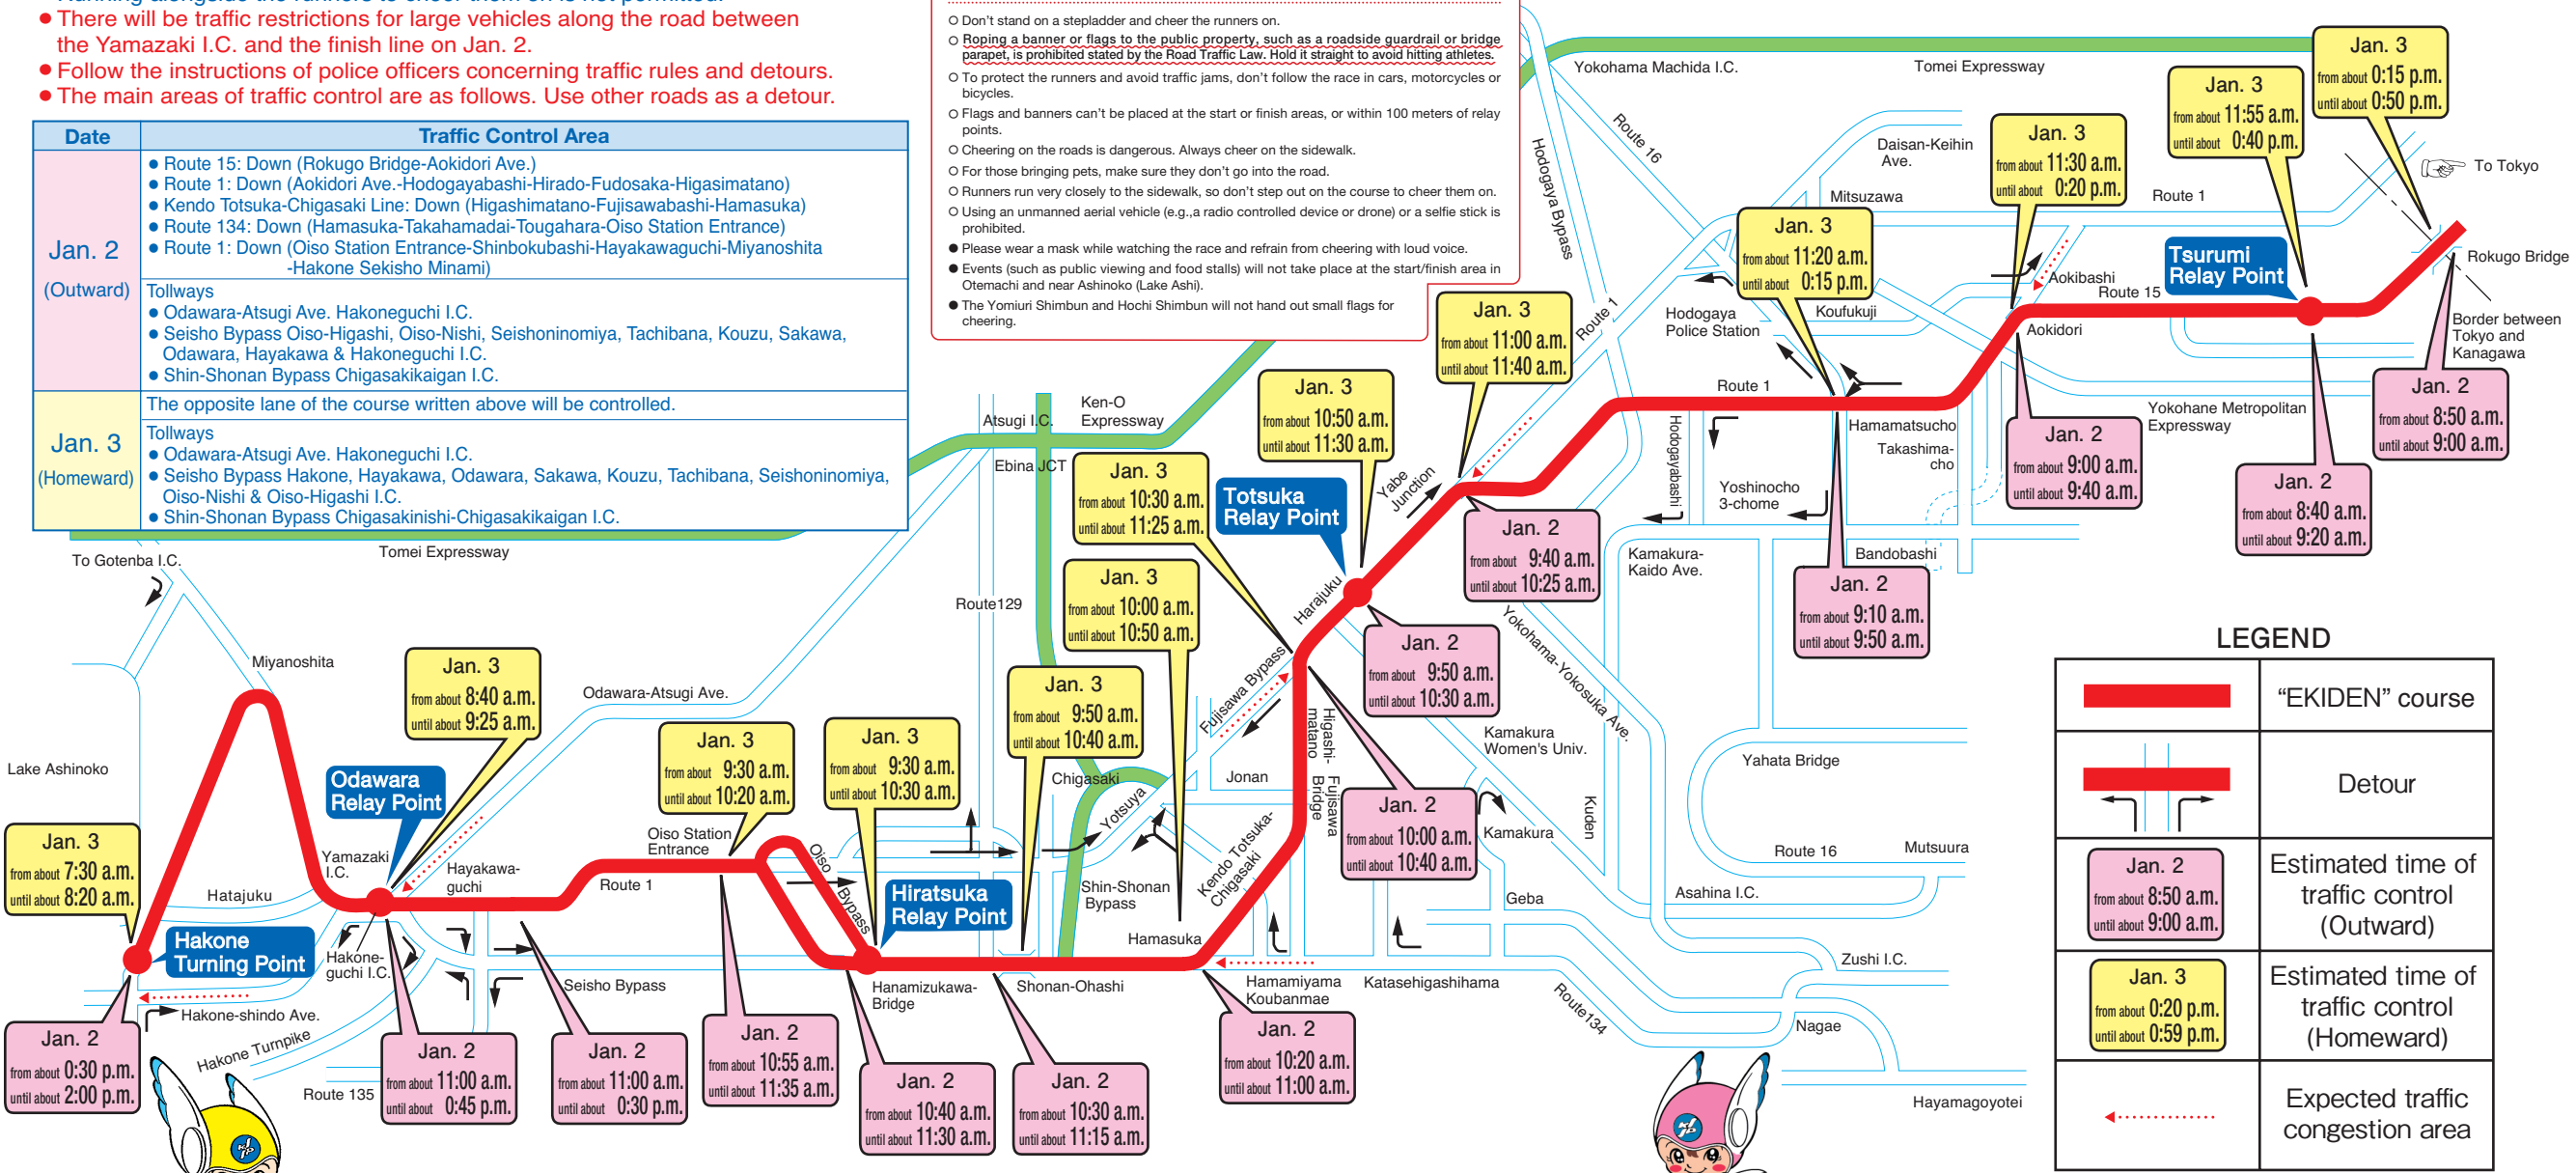 Running alongside the runners to cheer them on is not permitted.
● There will be traffic restrictions for large vehicles along the road between
the Yamazaki I.C. and the finish line on Jan. 2.
● Follow the instructions of police officers concerning traffic rules and detours.
● The main areas of traffic control are as follows. Use other roads as a detour.
Date
Traffic Control Area
Jan. 2
(Outward)
● Route 15: Down (Rokugo Bridge-Aokidori Ave.)
● Route 1: Down (Aokidori Ave.-Hodogayabashi-Hirado-Fudosaka-Higasimatano)
● Kendo Totsuka-Chigasaki Line: Down (Higashimatano-Fujisawabashi-Hamasuka)
● Route 134: Down (Hamasuka-Takahamadai-Tougahara-Oiso Station Entrance)
● Route 1: Down (Oiso Station Entrance-Shinbokubashi-Hayakawaguchi-Miyanoshita
-Hakone Sekisho Minami)
Tollways
● Odawara-Atsugi Ave. Hakoneguchi I.C.
● Seisho Bypass Oiso-Higashi, Oiso-Nishi, Seishoninomiya, Tachibana, Kouzu, Sakawa,
Odawara, Hayakawa & Hakoneguchi I.C.
● Shin-Shonan Bypass Chigasakikaigan I.C.
Jan. 3
(Homeward)
The opposite lane of the course written above will be controlled.
Tollways
● Odawara-Atsugi Ave. Hakoneguchi I.C.
● Seisho Bypass Hakone, Hayakawa, Odawara, Sakawa, Kouzu, Tachibana, Seishoninomiya,
Oiso-Nishi & Oiso-Higashi I.C.
● Shin-Shonan Bypass Chigasakinishi-Chigasakikaigan I.C.
○ Don't stand on a stepladder and cheer the runners on.
○ Roping a banner or flags to the public property, such as a roadside guardrail or bridge
parapet, is prohibited stated by the Road Traffic Law. Hold it straight to avoid hitting athletes.
○ To protect the runners and avoid traffic jams, don't follow the race in cars, motorcycles or
bicycles.
○ Flags and banners can't be placed at the start or finish areas, or within 100 meters of relay
points.
○ Cheering on the roads is dangerous. Always cheer on the sidewalk.
○ For those bringing pets, make sure they don't go into the road.
○ Runners run very closely to the sidewalk, so don't step out on the course to cheer them on.
○ Using an unmanned aerial vehicle (e.g.,a radio controlled device or drone) or a selfie stick is
prohibited.
● Please wear a mask while watching the race and refrain from cheering with loud voice.
● Events (such as public viewing and food stalls) will not take place at the start/finish area in
Otemachi and near Ashinoko (Lake Ashi).
● The Yomiuri Shimbun and Hochi Shimbun will not hand out small flags for
cheering.
Yokohama Machida I.C.
Tomei Expressway
Jan. 3
from about 0:15 p.m.
until about 0:50 p.m.
Jan. 3
from about 11:55 a.m.
until about 0:40 p.m.
Jan. 3
from about 11:30 a.m.
until about 0:20 p.m.
Jan. 3
from about 11:20 a.m.
until about 0:15 p.m.
Route 16
Hodogaya Bypass
Daisan-Keihin
Ave.
Mitsuzawa
Route 1
To Tokyo
Tsurumi
Relay Point
Rokugo Bridge
Aokibashi
Route 15
Koufukuji
Aokidori
Border between
Tokyo and
Kanagawa
Hodogaya
Police Station
Route 1
Jan. 3
from about 11:00 a.m.
until about 11:40 a.m.
Jan. 3
from about 10:50 a.m.
until about 11:30 a.m.
Route 1
Hodogayabashi
Hamamatsucho
Takashima-
cho
Yokohane Metropolitan
Expressway
Jan. 2
from about 8:50 a.m.
until about 9:00 a.m.
Jan. 2
from about 9:00 a.m.
until about 9:40 a.m.
Jan. 2
from about 8:40 a.m.
until about 9:20 a.m.
Atsugi I.C.
Ken-O
Expressway
Ebina JCT
Jan. 3
from about 10:30 a.m.
until about 11:25 a.m.
Totsuka
Relay Point
Yabe
Junction
Yoshinocho
3-chome
Jan. 2
from about 9:40 a.m.
until about 10:25 a.m.
Kamakura-
Kaido Ave.
Bandobashi
Jan. 2
from about 9:10 a.m.
until about 9:50 a.m.
Tomei Expressway
To Gotenba I.C.
Route129
Jan. 3
from about 10:00 a.m.
until about 10:50 a.m.
Harajuku
Yokohama-Yokosuka Ave.
Jan. 2
from about 9:50 a.m.
until about 10:30 a.m.
Miyanoshita
Jan. 3
from about 8:40 a.m.
until about 9:25 a.m.
Odawara-Atsugi Ave.
Jan. 3
from about 9:50 a.m.
until about 10:40 a.m.
Fujisawa Bypass
Higashi-
matano
Fujisawa
Bridge
Kamakura
Women's Univ.
Yahata Bridge
Lake Ashinoko
Odawara
Relay Point
Jan. 3
from about 9:30 a.m.
until about 10:20 a.m.
Jan. 3
from about 9:30 a.m.
until about 10:30 a.m.
Chigasaki
Yotsuya
Jonan
Jan. 2
from about 10:00 a.m.
until about 10:40 a.m.
Kamakura
Kuden
Route 16
Mutsuura
Jan. 3
from about 7:30 a.m.
until about 8:20 a.m.
Hatajuku
Yamazaki
I.C.
Hayakawa-
guchi
Oiso Station
Entrance
Route 1
Oiso Bypass
Hiratsuka
Relay Point
Shin-Shonan
Bypass
Kendo Totsuka-
Chigasaki
Geba
Asahina I.C.
Hakone
Turning Point
Hakone-
guchi I.C.
Hamasuka
Seisho Bypass
Hanamizukawa-
Bridge
Shonan-Ohashi
Hamamiyama
Koubanmae
Katasehigashihama
Route134
Zushi I.C.
Nagae
Hayamagoyotei
Hakone-shindo Ave.
Hakone Turnpike
Route 135
Jan. 2
from about 0:30 p.m.
until about 2:00 p.m.
Jan. 2
from about 11:00 a.m.
until about 0:45 p.m.
Jan. 2
from about 11:00 a.m.
until about 0:30 p.m.
Jan. 2
from about 10:55 a.m.
until about 11:35 a.m.
Jan. 2
from about 10:40 a.m.
until about 11:30 a.m.
Jan. 2
from about 10:30 a.m.
until about 11:15 a.m.
Jan. 2
from about 10:20 a.m.
until about 11:00 a.m.
LEGEND
“EKIDEN” course
Detour
Jan. 2
from about 8:50 a.m.
until about 9:00 a.m.
Estimated time of
traffic control
(Outward)
Jan. 3
from about 0:20 p.m.
until about 0:59 p.m.
Estimated time of
traffic control
(Homeward)
Expected traffic
congestion area